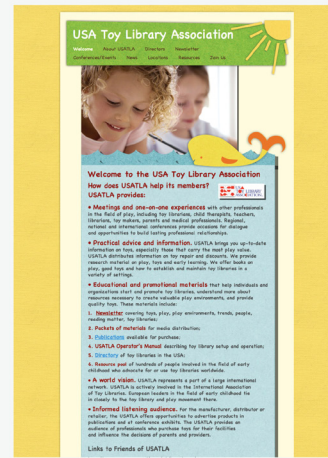 USA Toy Library Association
Welcome About USATLA Directors Newsletter
Conferences/Events News Locations Resources Join Us
Welcome to the USA Toy Library Association
How does USATLA help its members?
USATLA provides:
LIBRARY
• Meetings and one-on-one experiences with other professionals
in the field of play, including toy librarians, child therapists, teachers,
librarians, toy makers, parents and medical professionals. Regional,
national and international conferences provide occasions for dialogue
and opportunities to build lasting professional relationships.
• Practical advice and information. USATLA brings you up-to-date
information on toys, especially those that carry the most play value.
USATLA distributes information on toy repair and discounts. We provide
research material on play, toys and early learning. We offer books on
play, good toys and how to establish and maintain toy libraries in a
variety of settings.
• Educational and promotional materials that help individuals and
organizations start and promote toy libraries, understand more about
resources necessary to create valuable play environments, and provide
quality toys. These materials include:
1. Newsletter covering toys, play, play environments, trends, people,
reading matter, toy libraries;
2. Packets of materials for media distribution;
3. Publications available for purchase;
4. USATLA Operator's Manual describing toy library setup and operation;
5. Directory of toy libraries in the USA;
6. Resource pool of hundreds of people involved in the field of early
childhood who advocate for or use toy libraries worldwide.
• A world vision. USATLA represents a part of a large international
network. USATLA is actively involved in the International Association
of Toy Libraries. European leaders in the field of early childhood tie
in closely to the toy library and play movement there.
• Informed listening audience. For the manufacturer, distributor or
retailer, the USATLA offers opportunities to advertise products in
publications and at conference exhibits. The USATLA provides an
audience of professionals who purchase toys for their facilities
and influence the decisions of parents and providers.
Links to Friends of USATLA